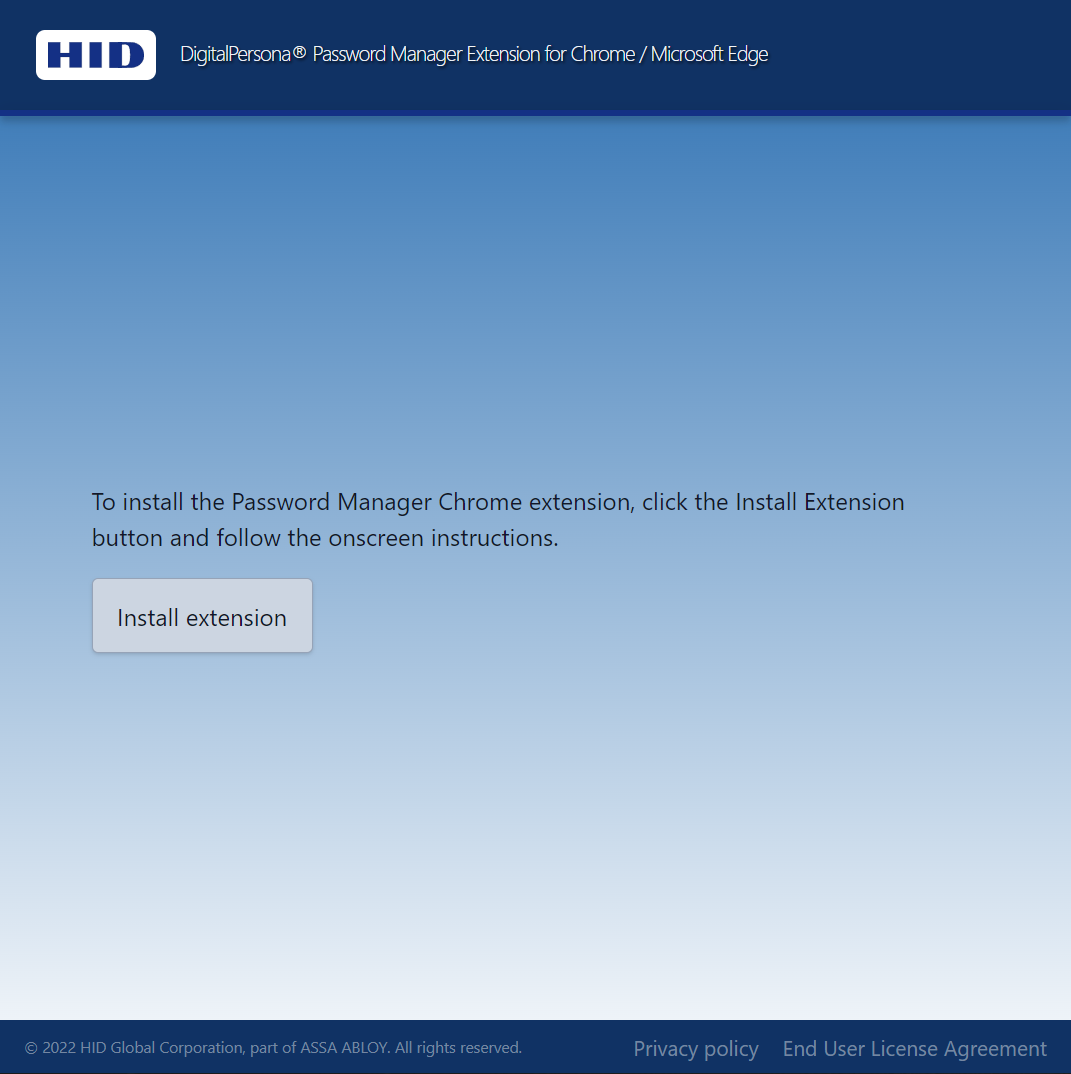 HID
DigitalPersona® Password Manager Extension for Chrome / Microsoft Edge
To install the Password Manager Chrome extension, click the Install Extension
button and follow the onscreen instructions.
Install extension
© 2022 HID Global Corporation, part of ASSA ABLOY. All rights reserved.
Privacy policy
End User License Agreement